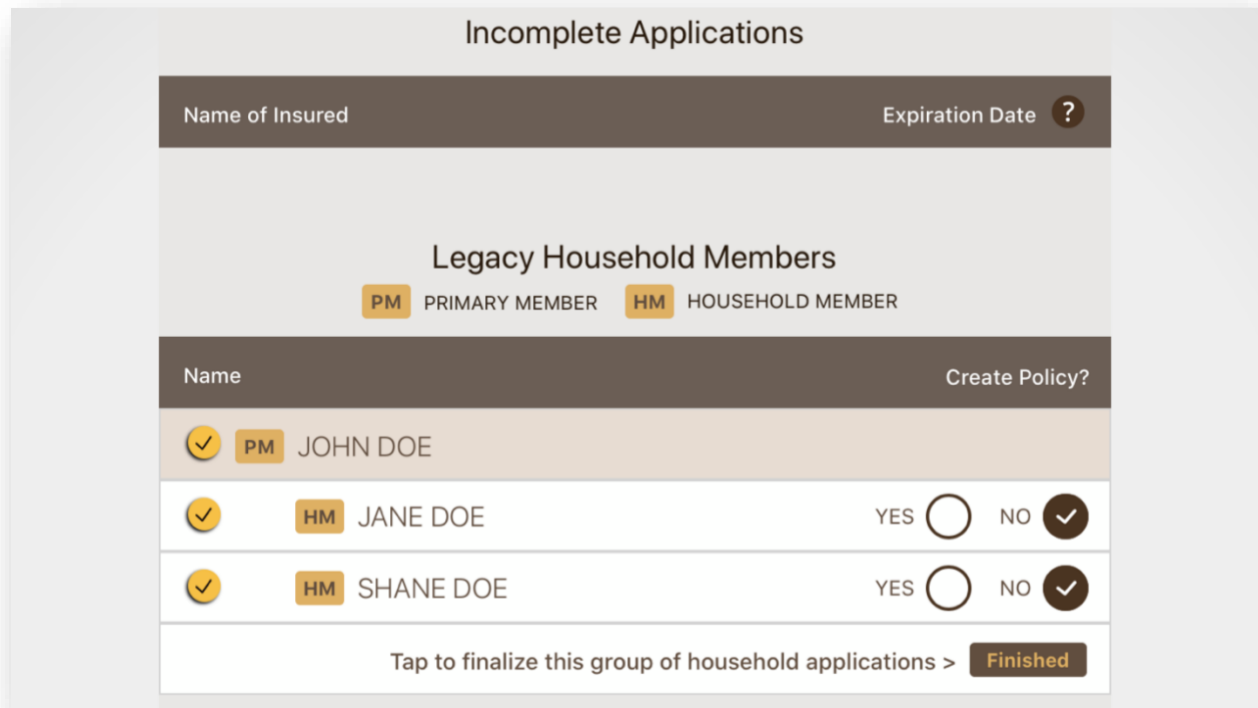 Incomplete Applications
Name of Insured Expiration Date ?
Legacy Household Members
PM PRIMARY MEMBER HM HOUSEHOLD MEMBER
Name Create Policy?
PM JOHN DOE
HM JANE DOE YES NO
HM SHANE DOE YES NO
Tap to finalize this group of household applications > Finished